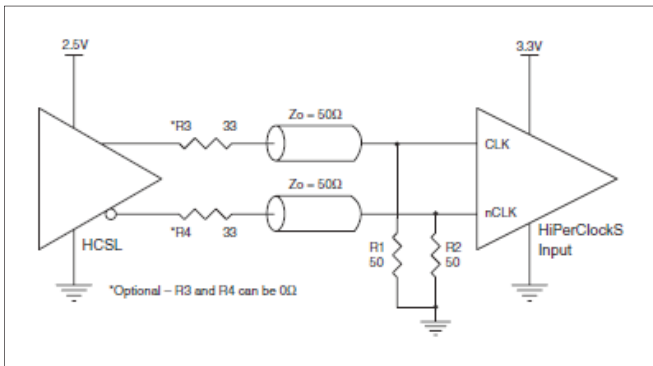 2.5V
3.3V
*R3 33
Zo = 50Ω
CLK
Zo = 50Ω
*R4 33
nCLK
HCSL
HiPerClockS
Input
R1
50
R2
50
*Optional – R3 and R4 can be 0Ω